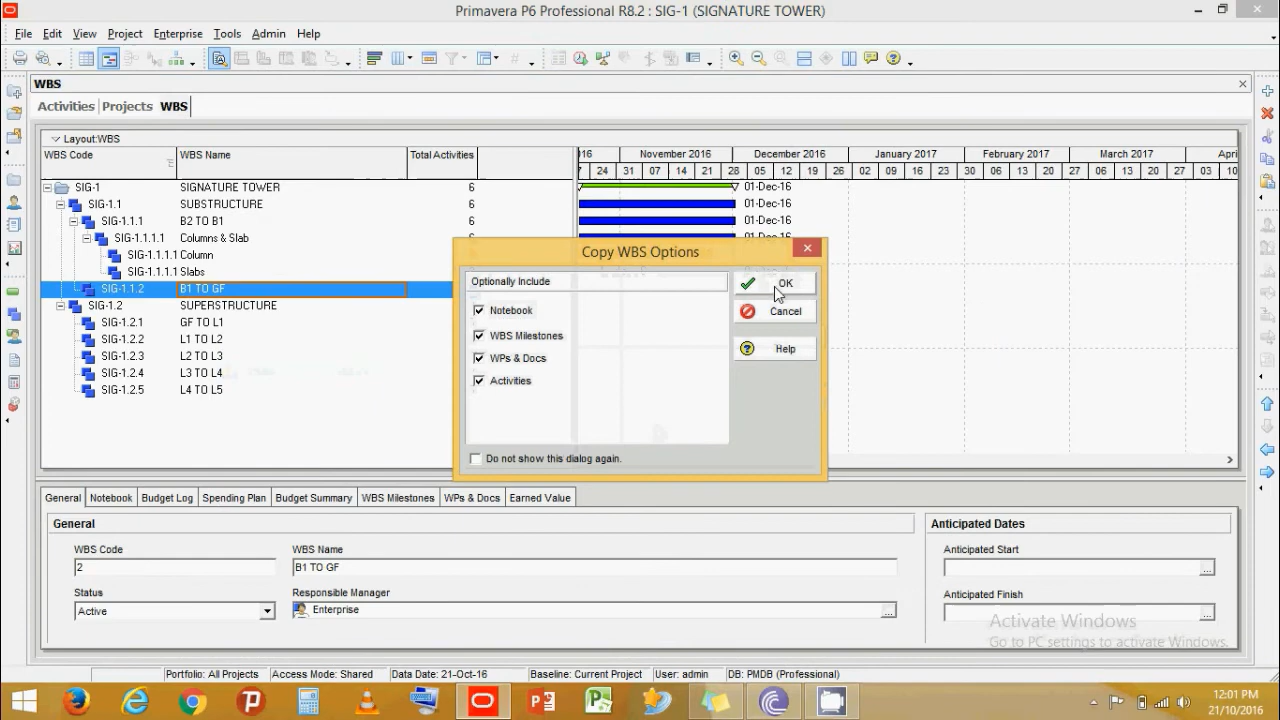 Primavera P6 Professional R8.2 : SIG-1 (SIGNATURE TOWER)
File Edit View Project Enterprise Tools Admin Help
WBS
Activities Projects WBS
Layout:WBS
WBS Code WBS Name Total Activities
November 2016 December 2016 January 2017 February 2017 March 2017
24 31 07 14 21 28 05 12 19 26 02 09 16 23 30 06 13 20 27 06 13 20 27 03 10
SIG-1 SIGNATURE TOWER 6 01-Dec-16
SIG-1.1 SUBSTRUCTURE 6 01-Dec-16
SIG-1.1.1 B2 TO B1 6 01-Dec-16
SIG-1.1.1.1 Columns & Slab 6 01-Dec-16
SIG-1.1.1.1 Column
SIG-1.1.1.1 Slabs
SIG-1.1.2 B1 TO GF
SIG-1.2 SUPERSTRUCTURE
SIG-1.2.1 GF TO L1
SIG-1.2.2 L1 TO L2
SIG-1.2.3 L2 TO L3
SIG-1.2.4 L3 TO L4
SIG-1.2.5 L4 TO L5
Copy WBS Options
Optionally Include
Notebook
WBS Milestones
WPs & Docs
Activities
Do not show this dialog again.
OK
Cancel
Help
General Notebook Budget Log Spending Plan Budget Summary WBS Milestones WPs & Docs Earned Value
General
WBS Code WBS Name
2 B1 TO GF
Status Responsible Manager
Active Enterprise
Anticipated Dates
Anticipated Start
Anticipated Finish
Activate Windows
Go to PC settings to activate Windows.
Portfolio: All Projects Access Mode: Shared Data Date: 21-Oct-16 Baseline: Current Project User: admin DB: PMDB (Professional)
12:01 PM
21/10/2016